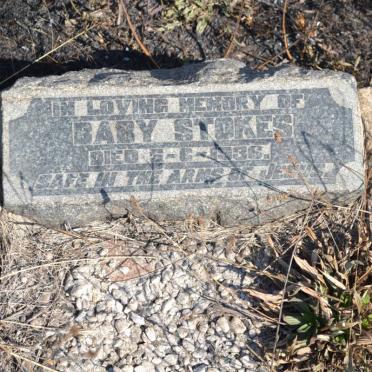 IN LOVING MEMORY OF
BABY STOKES
DIED
SAFE IN THE ARMS OF JESUS